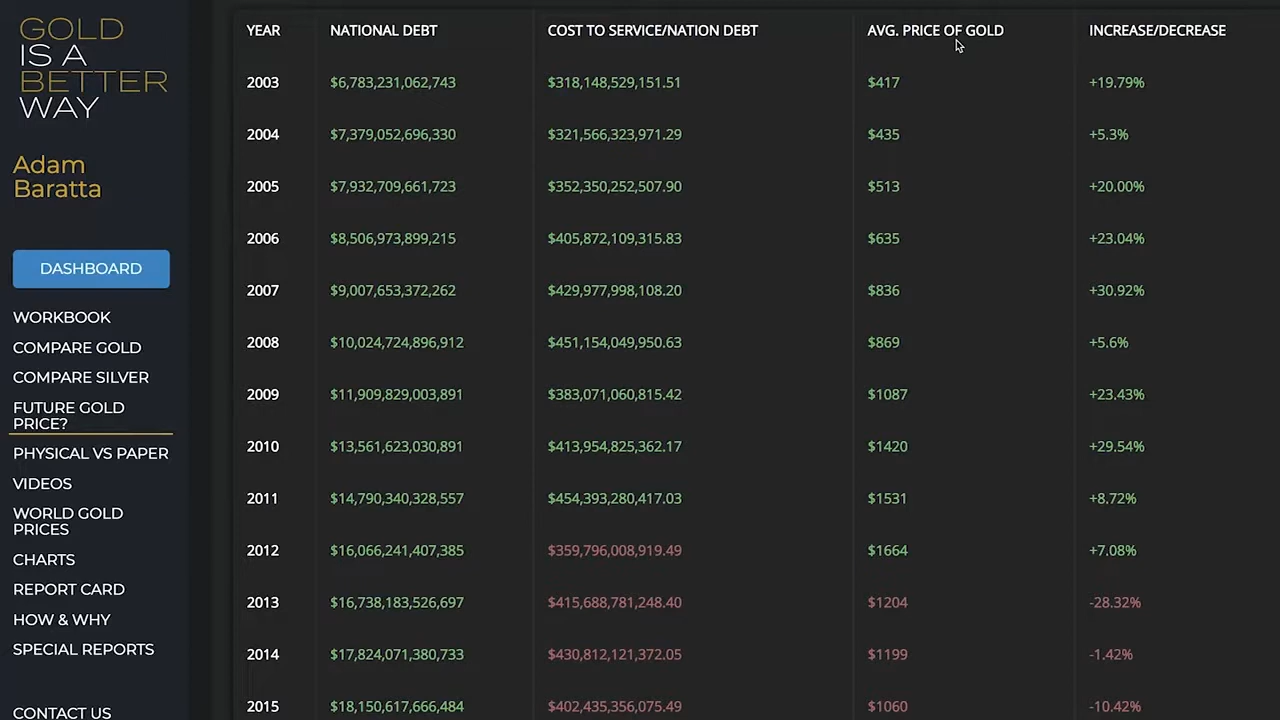 GOLD
IS A
BETTER
WAY
Adam
Baratta
DASHBOARD
WORKBOOK
COMPARE GOLD
COMPARE SILVER
FUTURE GOLD
PRICE?
PHYSICAL VS PAPER
VIDEOS
WORLD GOLD
PRICES
CHARTS
REPORT CARD
HOW & WHY
SPECIAL REPORTS
CONTACT US
YEAR NATIONAL DEBT COST TO SERVICE/NATION DEBT AVG. PRICE OF GOLD INCREASE/DECREASE
2003 $6,783,231,062,743 $318,148,529,151.51 $417 +19.79%
2004 $7,379,052,696,330 $321,566,323,971.29 $435 +5.3%
2005 $7,932,709,661,723 $352,350,252,507.90 $513 +20.00%
2006 $8,506,973,899,215 $405,872,109,315.83 $635 +23.04%
2007 $9,007,653,372,262 $429,977,998,108.20 $836 +30.92%
2008 $10,024,724,896,912 $451,154,049,950.63 $869 +5.6%
2009 $11,909,829,003,891 $383,071,060,815.42 $1087 +23.43%
2010 $13,561,623,030,891 $413,954,825,362.17 $1420 +29.54%
2011 $14,790,340,328,557 $454,393,280,417.03 $1531 +8.72%
2012 $16,066,241,407,385 $359,796,008,919.49 $1664 +7.08%
2013 $16,738,183,526,697 $415,688,781,248.40 $1204 -28.32%
2014 $17,824,071,380,733 $430,812,121,372.05 $1199 -1.42%
2015 $18,150,617,666,484 $402,435,356,075.49 $1060 -10.42%